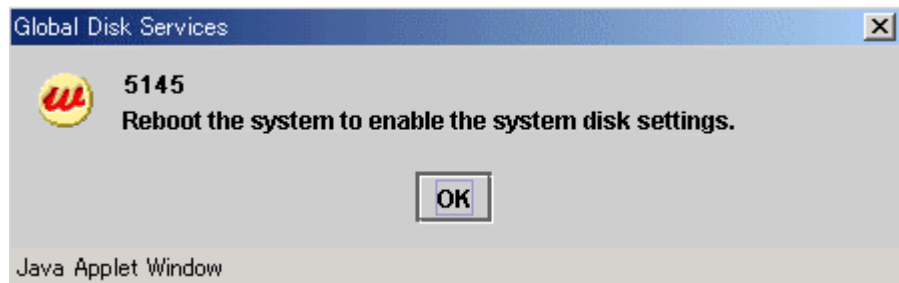 Global Disk Services
5145
Reboot the system to enable the system disk settings.
OK
Java Applet Window